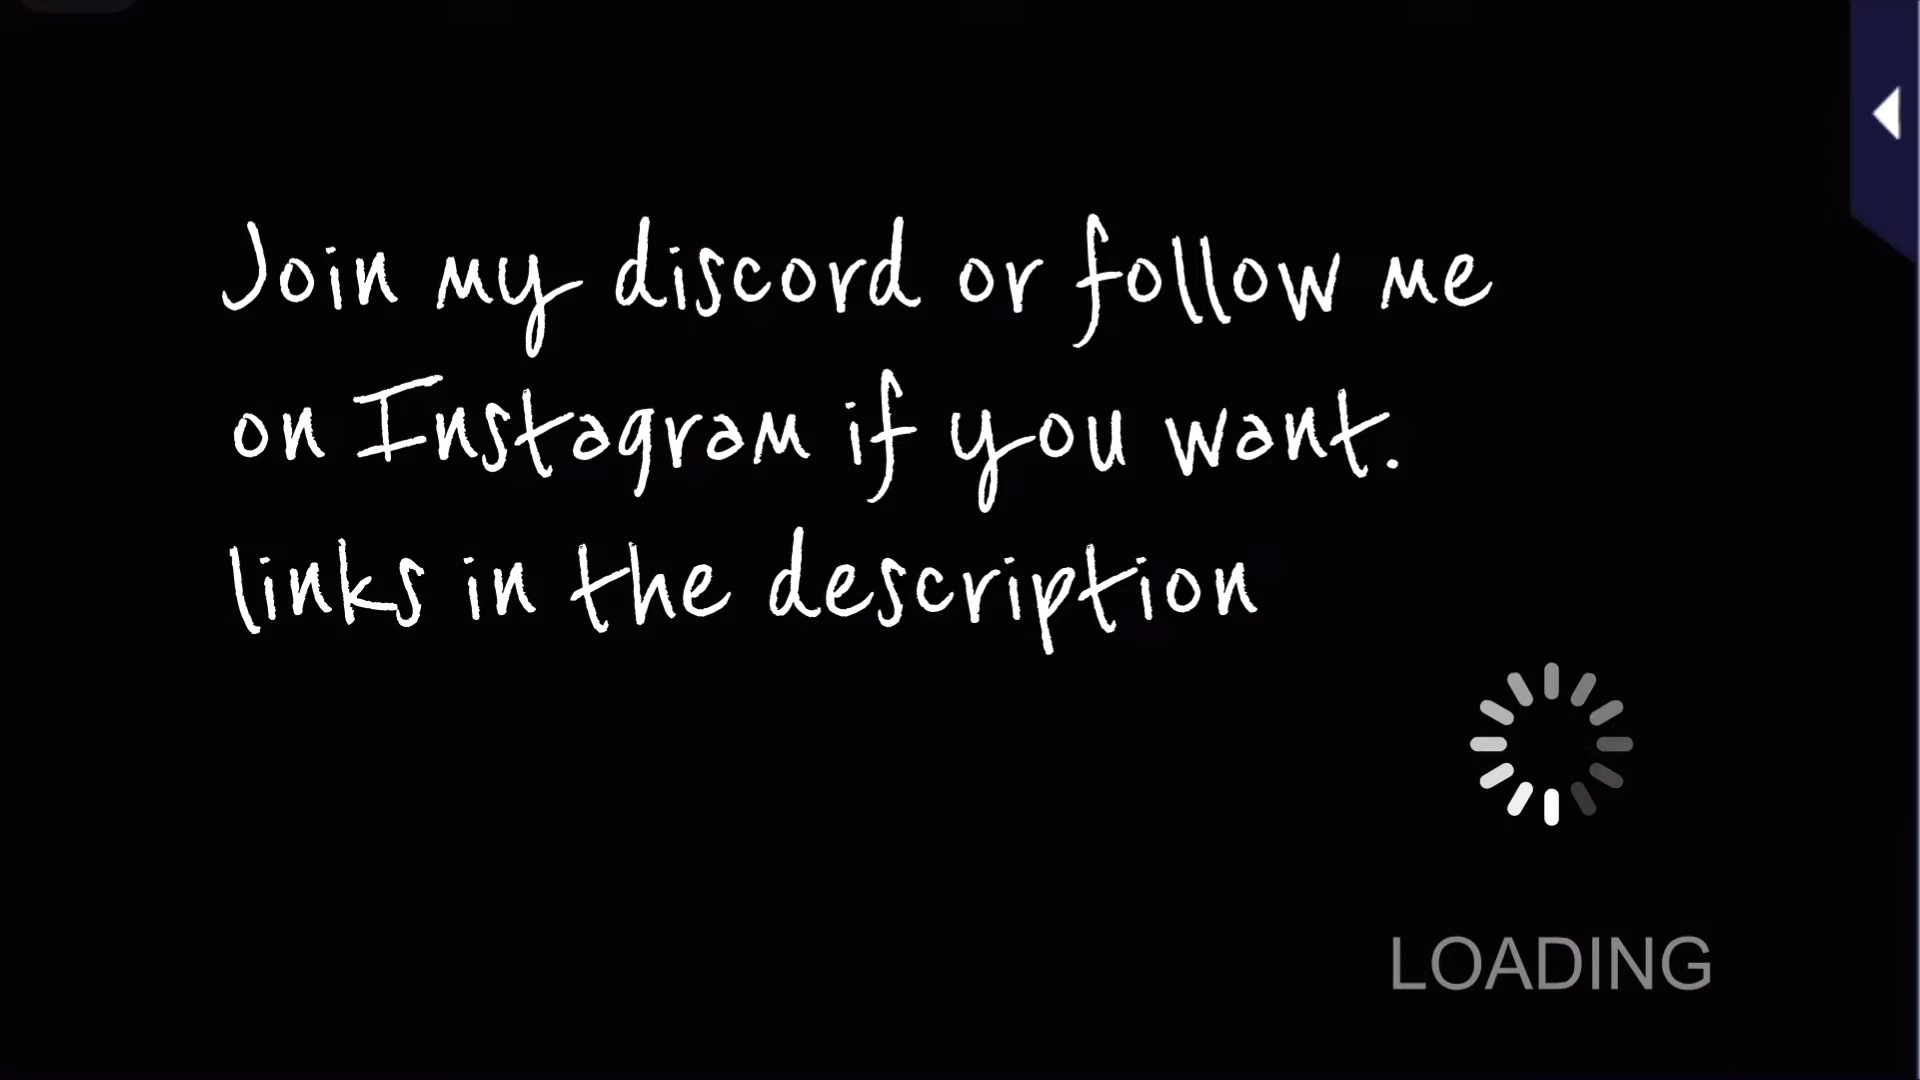 Join my discord or follow me
on Instagram if you want.
links in the description
LOADING